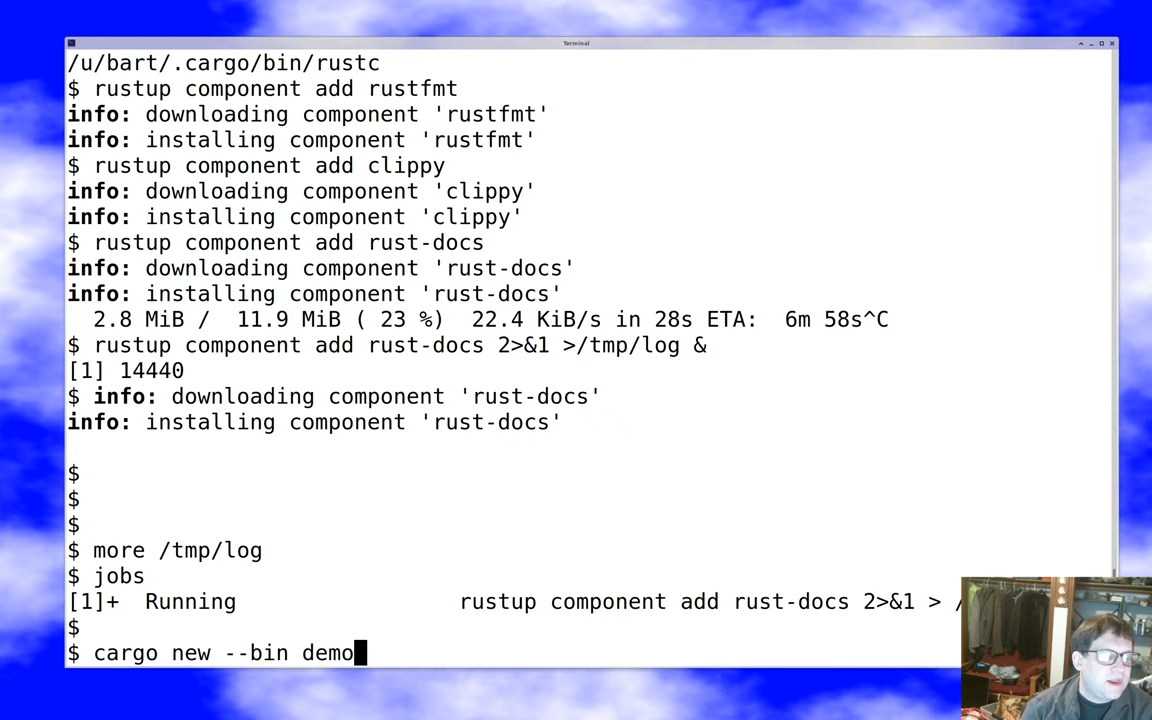 Terminal
/u/bart/.cargo/bin/rustc
$ rustup component add rustfmt
info: downloading component 'rustfmt'
info: installing component 'rustfmt'
$ rustup component add clippy
info: downloading component 'clippy'
info: installing component 'clippy'
$ rustup component add rust-docs
info: downloading component 'rust-docs'
info: installing component 'rust-docs'
2.8 MiB / 11.9 MiB ( 23 %) 22.4 KiB/s in 28s ETA: 6m 58s^C
$ rustup component add rust-docs 2>&1 >/tmp/log &
[1] 14440
$ info: downloading component 'rust-docs'
info: installing component 'rust-docs'
$
$
$
$ more /tmp/log
$ jobs
[1]+ Running rustup component add rust-docs 2>&1 > /
$
$ cargo new --bin demo